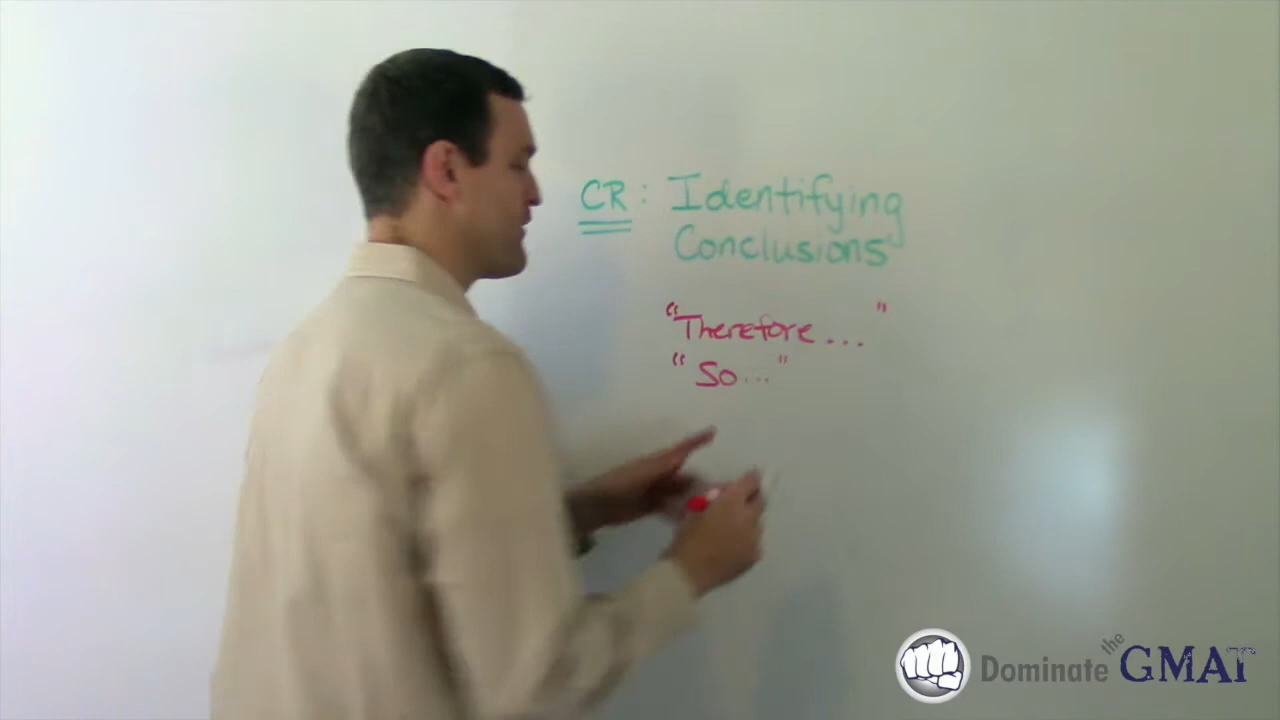 CR: Identifying
Conclusions
"Therefore..."
"So..."
Dominate the GMAT